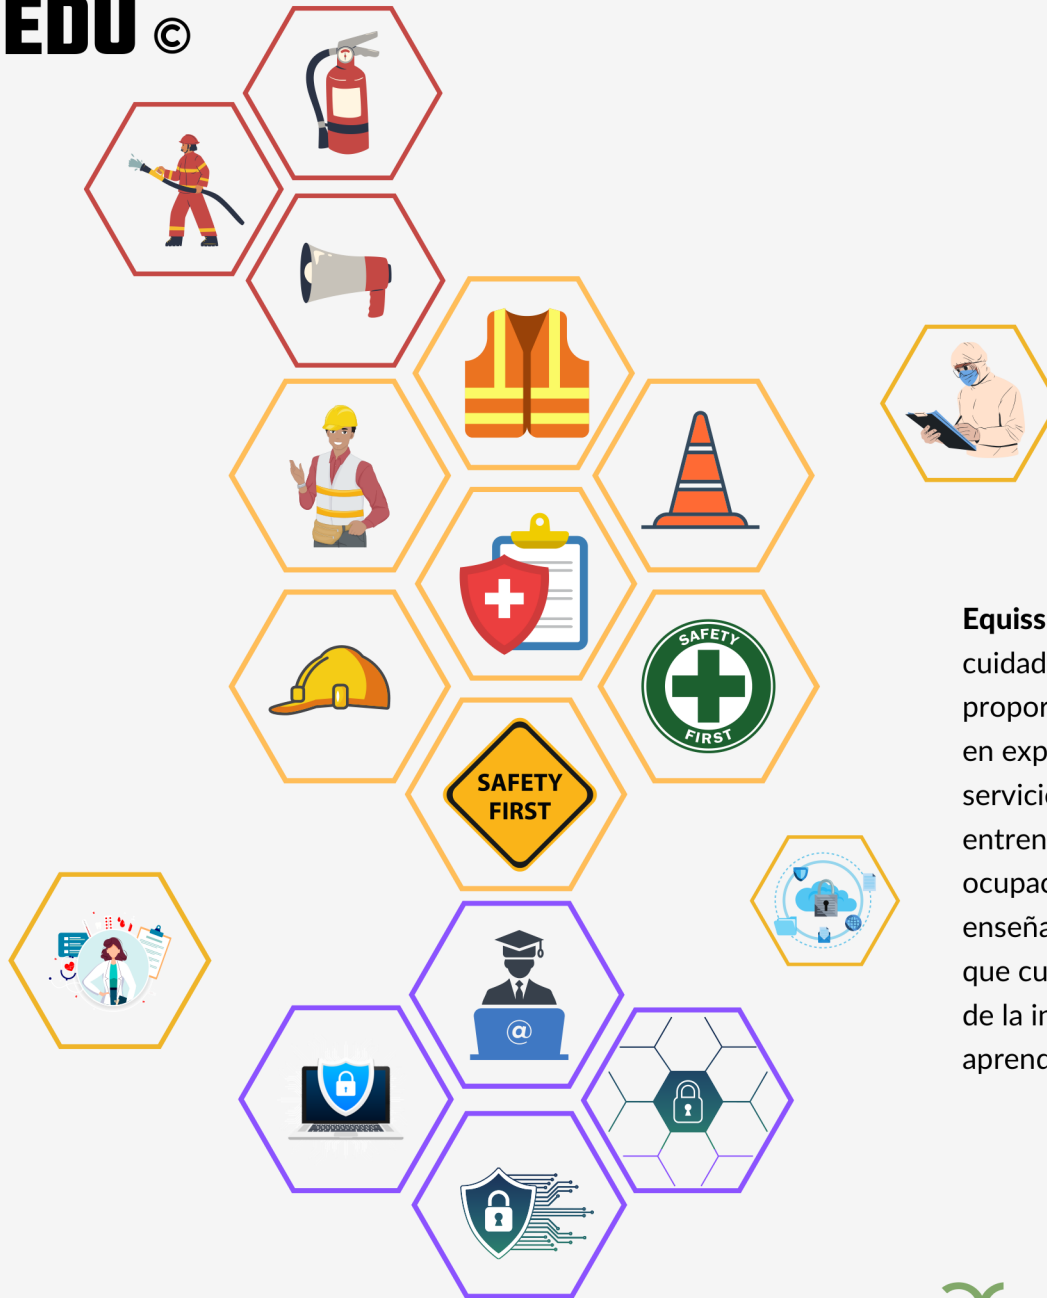 EDU ©
SAFETY
FIRST
SAFETY
FIRST
@
Equiss
cuidad
propor
en exp
servici
entren
ocupac
enseña
que cu
de la in
aprend